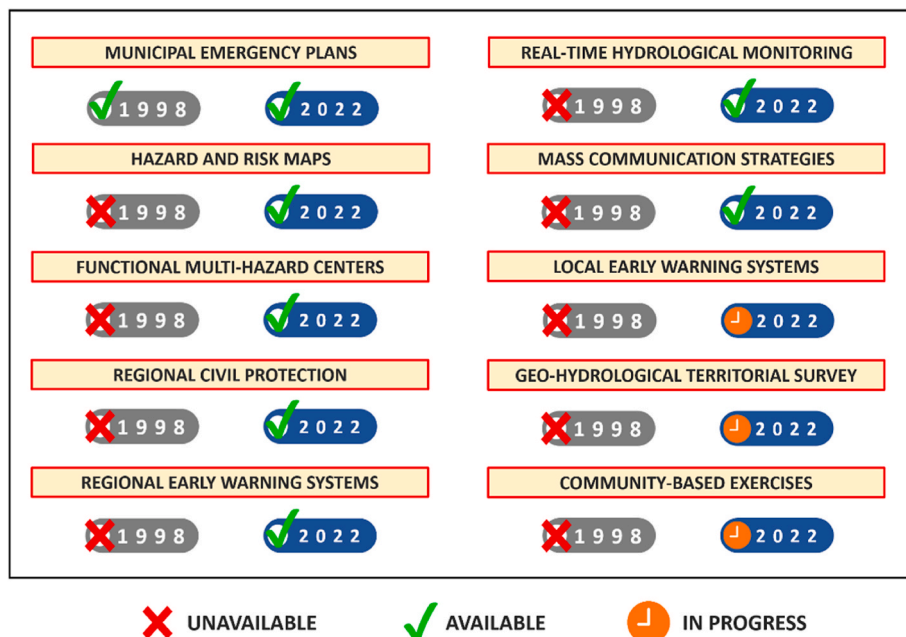 MUNICIPAL EMERGENCY PLANS
1998 2022
HAZARD AND RISK MAPS
1998 2022
FUNCTIONAL MULTI-HAZARD CENTERS
1998 2022
REGIONAL CIVIL PROTECTION
1998 2022
REGIONAL EARLY WARNING SYSTEMS
1998 2022
REAL-TIME HYDROLOGICAL MONITORING
1998 2022
MASS COMMUNICATION STRATEGIES
1998 2022
LOCAL EARLY WARNING SYSTEMS
1998 2022
GEO-HYDROLOGICAL TERRITORIAL SURVEY
1998 2022
COMMUNITY-BASED EXERCISES
1998 2022
UNAVAILABLE AVAILABLE IN PROGRESS